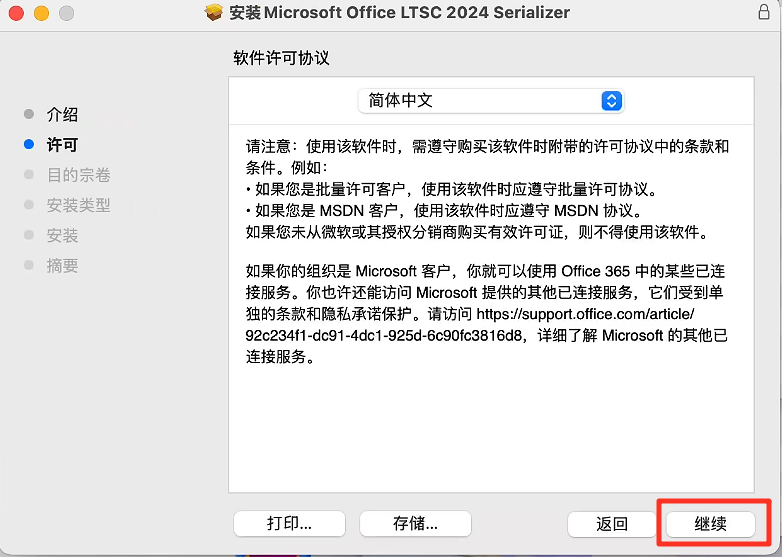 安装 Microsoft Office LTSC 2024 Serializer
软件许可协议
介绍
许可
目的宗卷
安装类型
安装
摘要
简体中文
请注意：使用该软件时，需遵守购买该软件时附带的许可协议中的条款和
条件。例如：
• 如果您是批量许可客户，使用该软件时应遵守批量许可协议。
• 如果您是 MSDN 客户，使用该软件时应遵守 MSDN 协议。
如果您未从微软或其授权分销商购买有效许可证，则不得使用该软件。
如果你的组织是 Microsoft 客户，你就可以使用 Office 365 中的某些已连
接服务。你也许还能访问 Microsoft 提供的其他已连接服务，它们受到单
独的条款和隐私承诺保护。请访问 https://support.office.com/article/
92c234f1-dc91-4dc1-925d-6c90fc3816d8，详细了解 Microsoft 的其他已
连接服务。
打印...
存储...
返回
继续